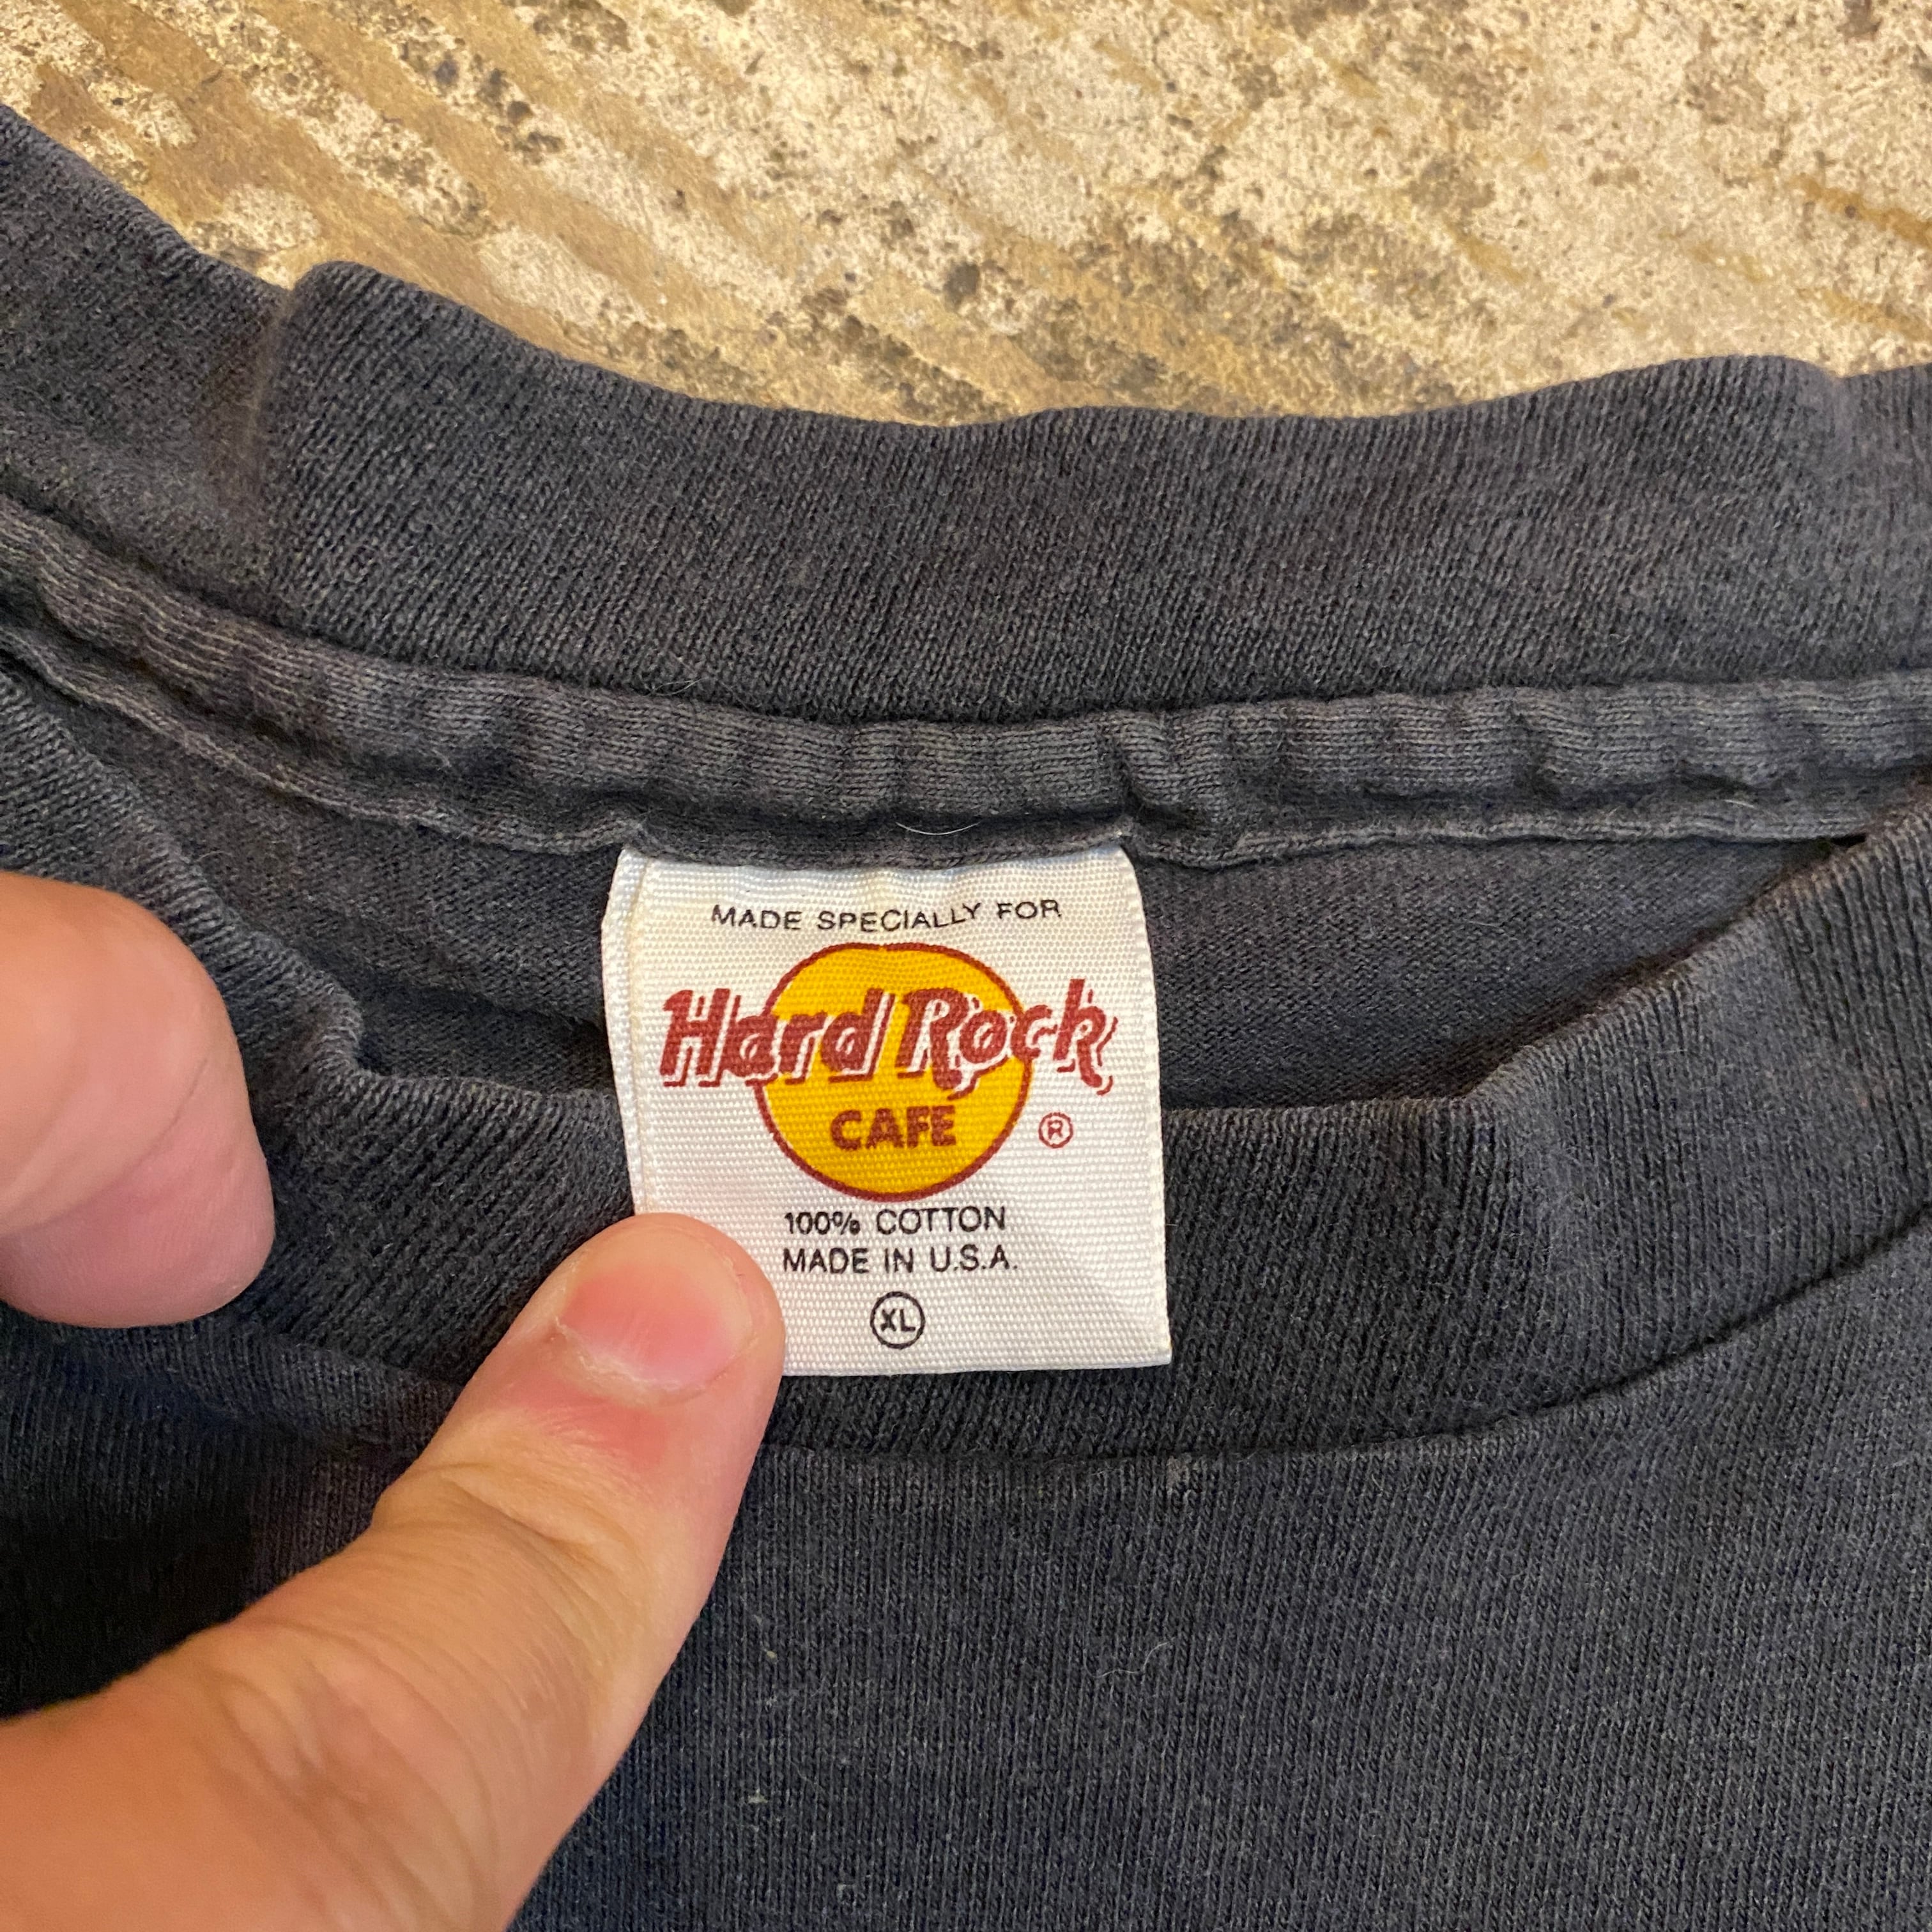 MADE SPECIALLY FOR
Hard Rock
CAFE
®
100% COTTON
MADE IN U.S.A.
XL